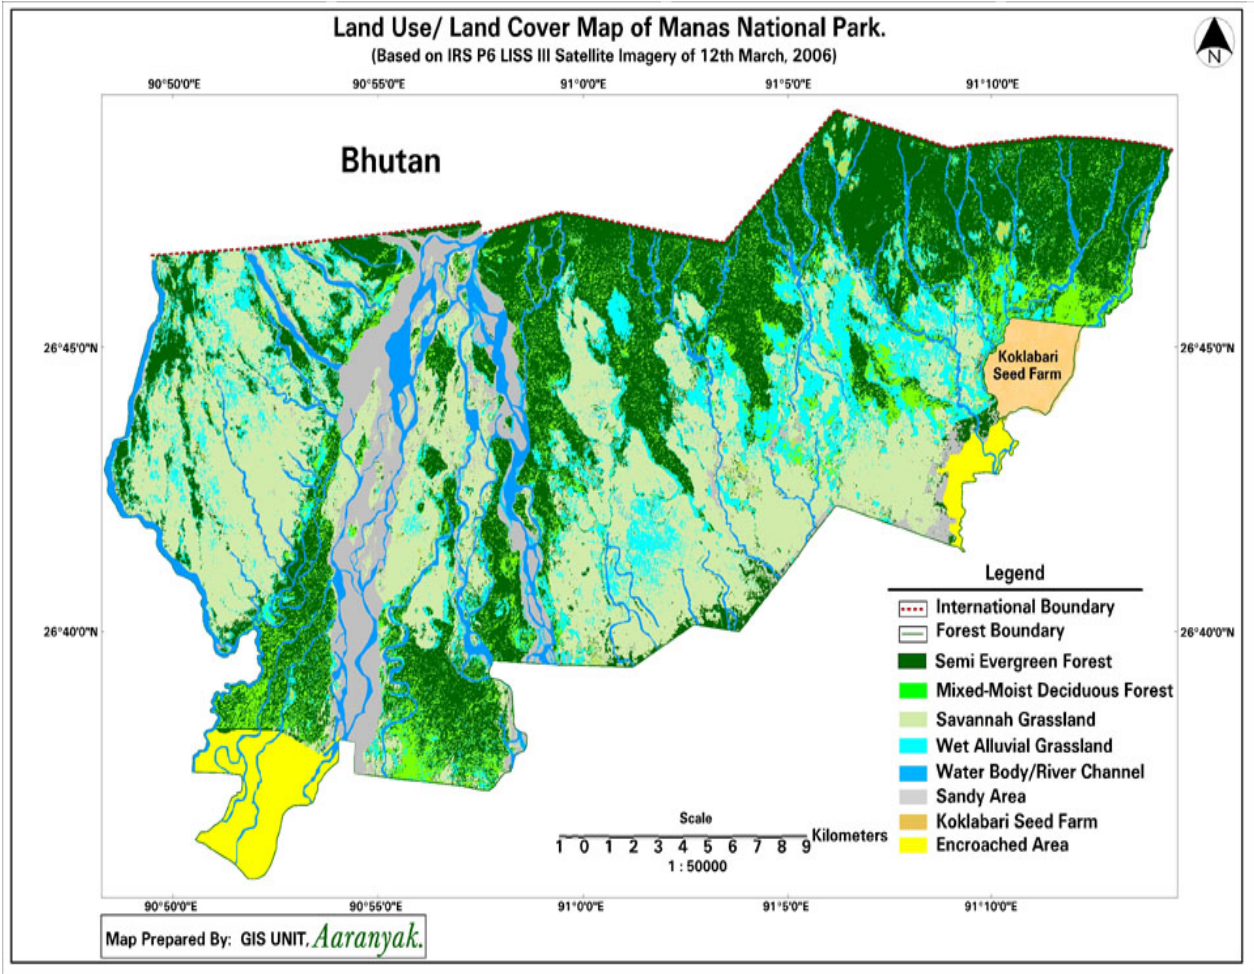 Land Use/ Land Cover Map of Manas National Park.
(Based on IRS P6 LISS III Satellite Imagery of 12th March, 2006)
N
90°50'0"E 90°55'0"E 91°0'0"E 91°5'0"E 91°10'0"E
Bhutan
26°45'0"N 26°45'0"N
Koklabari
Seed Farm
26°40'0"N 26°40'0"N
Legend
International Boundary
Forest Boundary
Semi Evergreen Forest
Mixed-Moist Deciduous Forest
Savannah Grassland
Wet Alluvial Grassland
Water Body/River Channel
Sandy Area
Koklabari Seed Farm
Encroached Area
Scale
Kilometers
1 0 1 2 3 4 5 6 7 8 9
1 : 50000
90°50'0"E 90°55'0"E 91°0'0"E 91°5'0"E 91°10'0"E
Map Prepared By: GIS UNIT, Aaranyak.